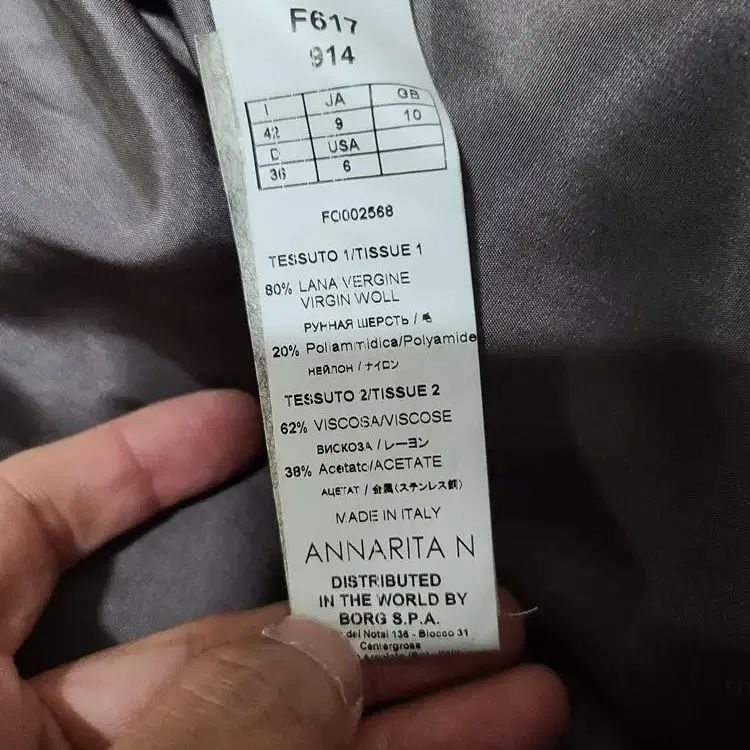 F617
914
I JA GB
42 9 10
D USA
36 6
FCI002568
TESSUTO 1/TISSUE 1
80% LANA VERGINE
VIRGIN WOLL
РУННАЯ ШЕРСТЬ / 毛
20% Poliammidica/Polyamide
НЕЙЛОН / ナイロン
TESSUTO 2/TISSUE 2
62% VISCOSA/VISCOSE
ВИСКОЗА / レーヨン
38% Acetato/ACETATE
АЦЕТАТ / 金属(ステンレス鋼)
MADE IN ITALY
ANNARITA N
DISTRIBUTED
IN THE WORLD BY
BORG S.P.A.
dei Notai 136 - Blocco 31
Centergross